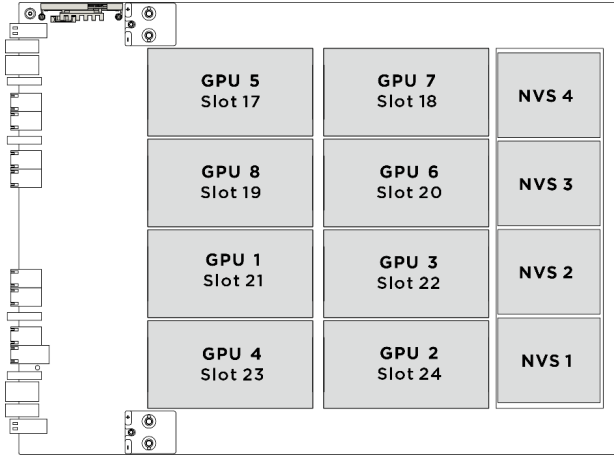 GPU 5
Slot 17
GPU 7
Slot 18
NVS 4
GPU 8
Slot 19
GPU 6
Slot 20
NVS 3
GPU 1
Slot 21
GPU 3
Slot 22
NVS 2
GPU 4
Slot 23
GPU 2
Slot 24
NVS 1